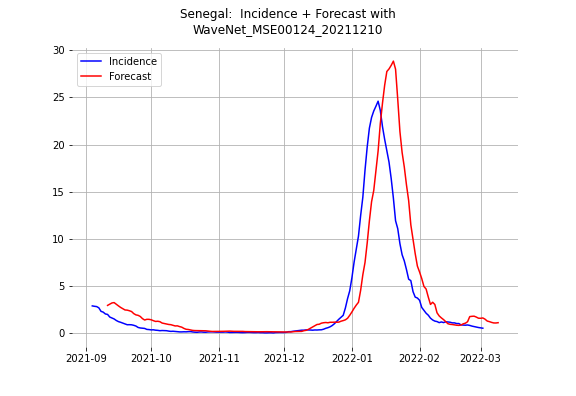 Senegal:  Incidence + Forecast with
WaveNet_MSE00124_20211210
Incidence
Forecast
30
25
20
15
10
5
0
2021-09 2021-10 2021-11 2021-12 2022-01 2022-02 2022-03